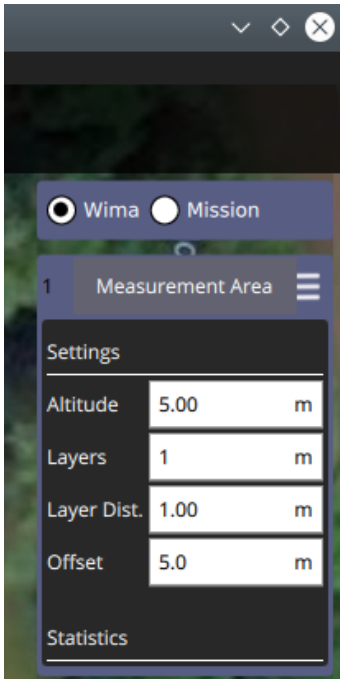 Wima Mission
1 Measurement Area
Settings
Altitude 5.00 m
Layers 1 m
Layer Dist. 1.00 m
Offset 5.0 m
Statistics